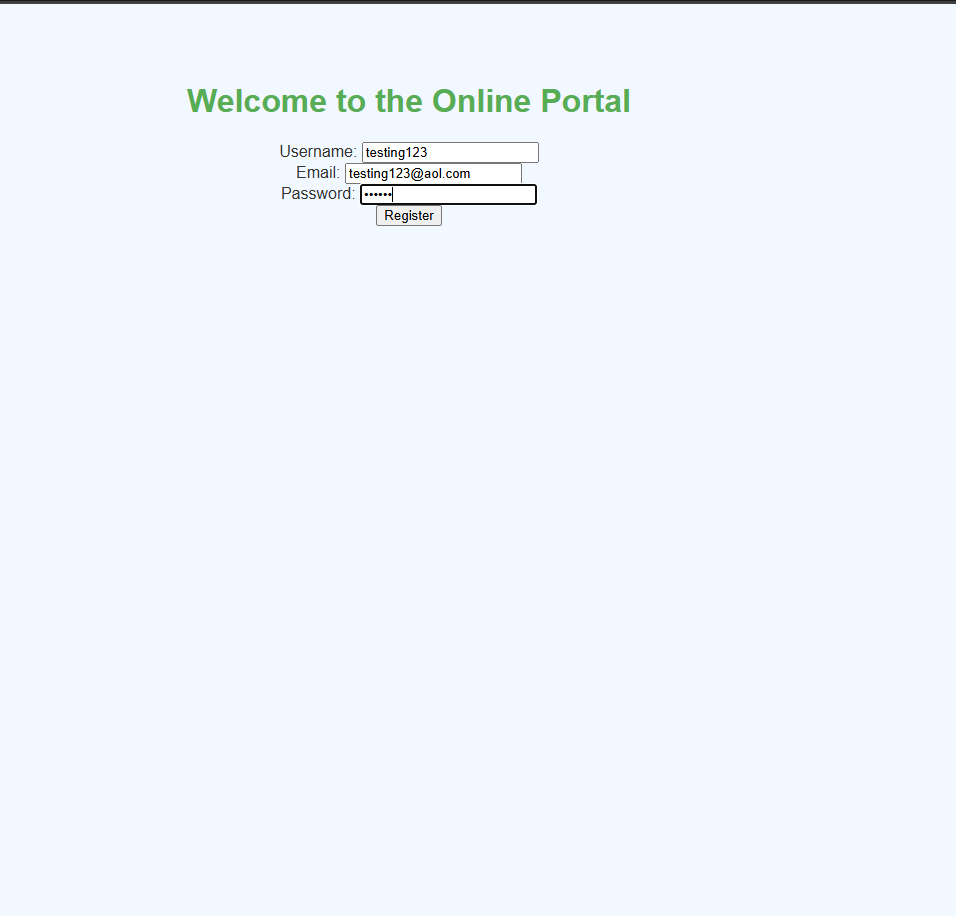 Welcome to the Online Portal
Username: testing123
Email: testing123@aol.com
Password: ••••••
Register